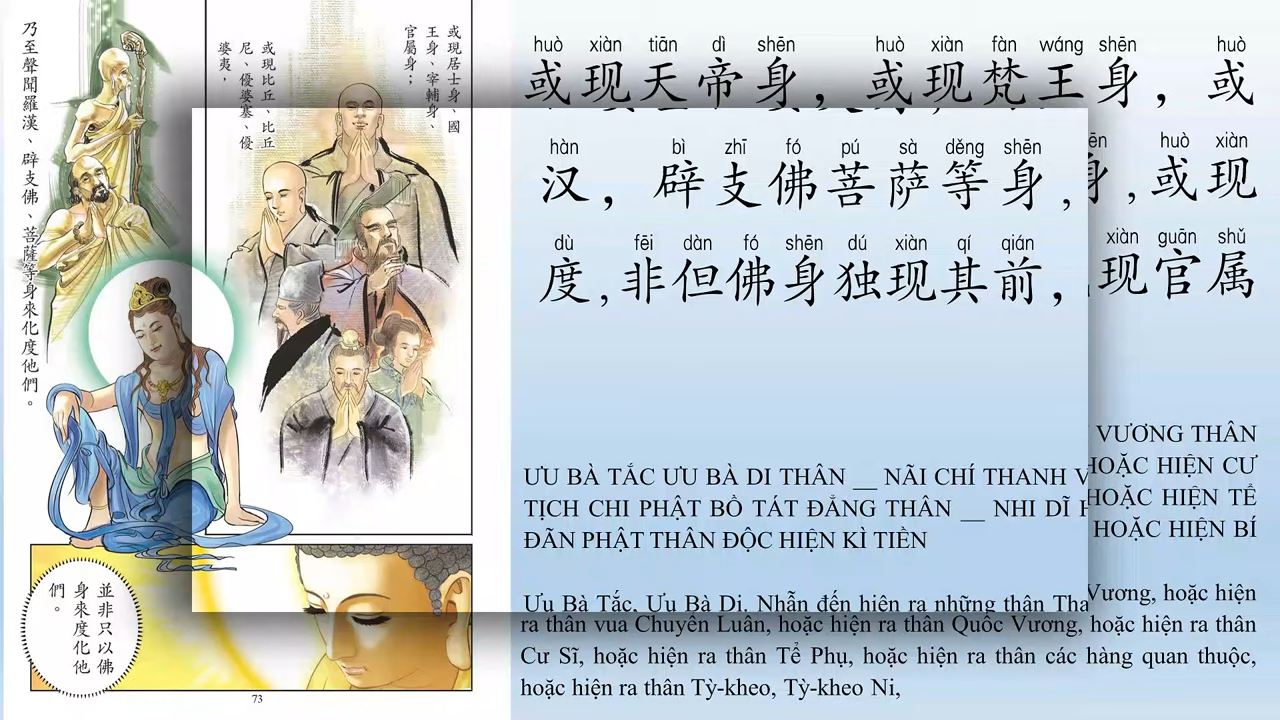 乃至聲聞羅漢、辟支佛、菩薩等身來化度他們。
或現居士身、國
王身、宰輔身、
官屬身；
或現比丘、比丘
尼、優婆塞、優
婆夷，
並非只以佛
身來度化他
們。
73
huò xiàn tiān dì shēn huò xiàn fàn wáng shēn huò
或现天帝身，或现梵王身，或
hàn bì zhī fó pú sà děng shēn
汉，辟支佛菩萨等身,
huò xiàn
身,或现
dù fēi dàn fó shēn dú xiàn qí qián
度,非但佛身独现其前，
xiàn guān shǔ
现官属
VƯƠNG THÂN
HOẶC HIỆN CƯ
HOẶC HIỆN TỂ
HOẶC HIỆN BÍ
ƯU BÀ TẮC ƯU BÀ DI THÂN __ NÃI CHÍ THANH V
TỊCH CHI PHẬT BỒ TÁT ĐẲNG THÂN __ NHI DĨ
ĐÃN PHẬT THÂN ĐỘC HIỆN KÌ TIỀN
Ưu Bà Tắc, Ưu Bà Di, Nhẫn đến hiện ra những thân Tha
Vương, hoặc hiện
ra thân vua Chuyển Luân, hoặc hiện ra thân Quốc Vương, hoặc hiện ra thân
Cư Sĩ, hoặc hiện ra thân Tể Phụ, hoặc hiện ra thân các hàng quan thuộc,
hoặc hiện ra thân Tỳ-kheo, Tỳ-kheo Ni,